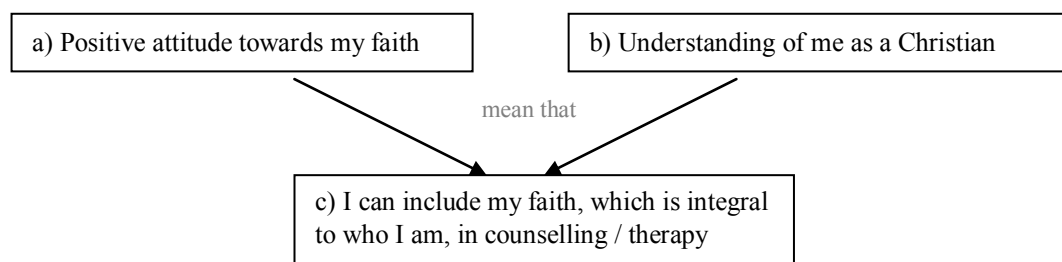 a) Positive attitude towards my faith
b) Understanding of me as a Christian
mean that
c) I can include my faith, which is integral
to who I am, in counselling / therapy